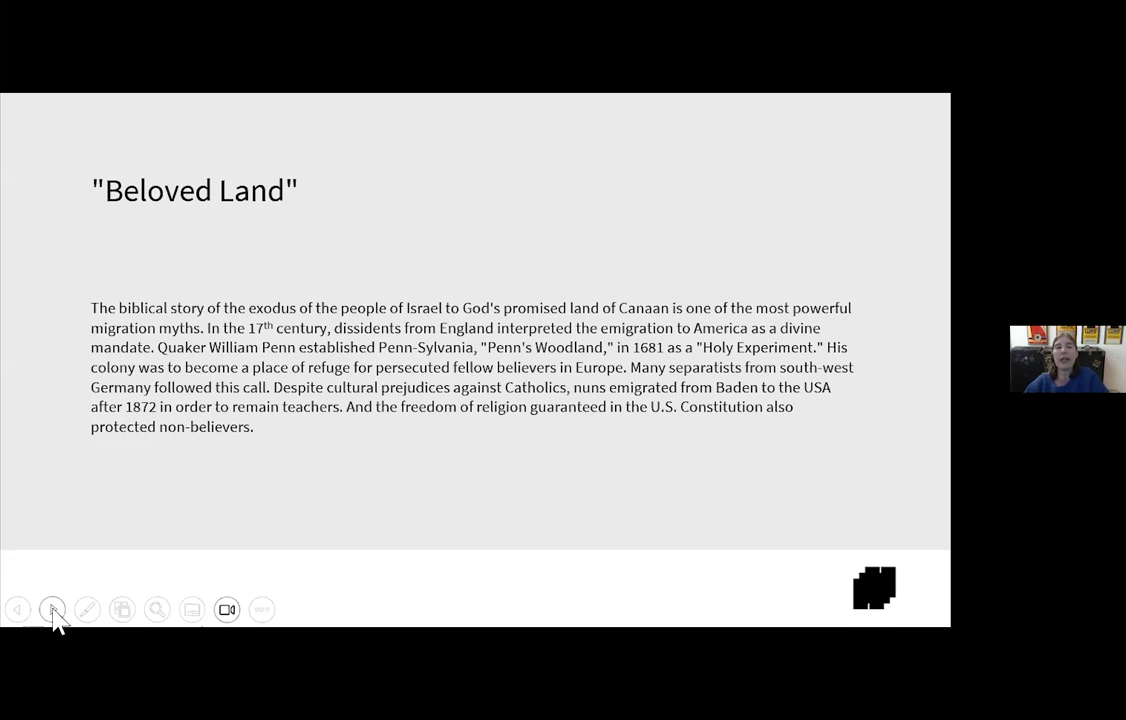 "Beloved Land"
The biblical story of the exodus of the people of Israel to God's promised land of Canaan is one of the most powerful
migration myths. In the 17th century, dissidents from England interpreted the emigration to America as a divine
mandate. Quaker William Penn established Penn-Sylvania, "Penn's Woodland," in 1681 as a "Holy Experiment." His
colony was to become a place of refuge for persecuted fellow believers in Europe. Many separatists from south-west
Germany followed this call. Despite cultural prejudices against Catholics, nuns emigrated from Baden to the USA
after 1872 in order to remain teachers. And the freedom of religion guaranteed in the U.S. Constitution also
protected non-believers.